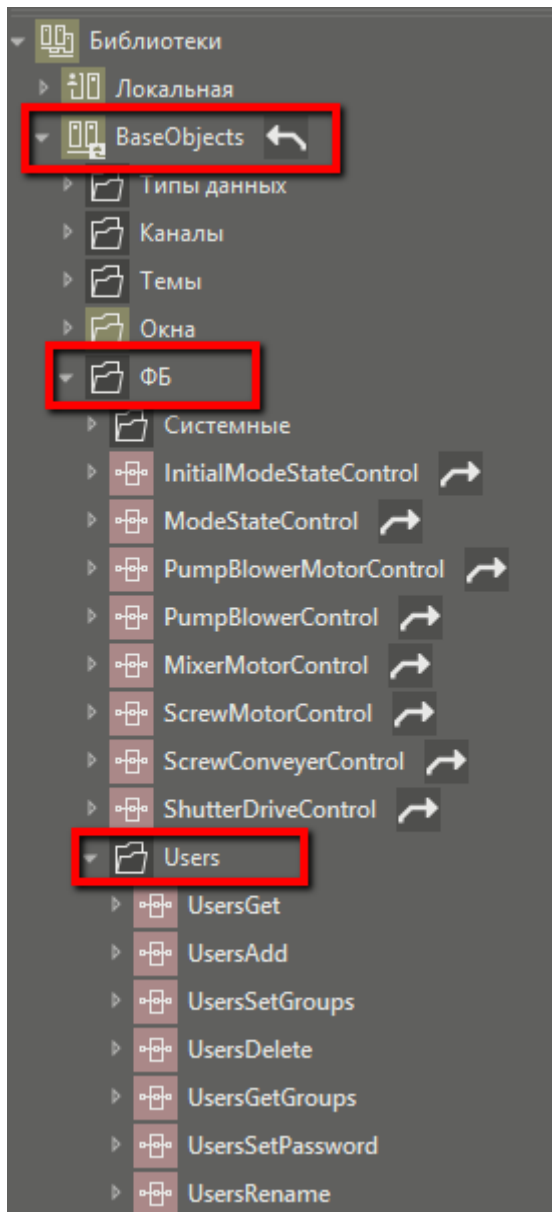 Библиотеки
Локальная
BaseObjects
Типы данных
Каналы
Темы
Окна
ФБ
Системные
InitialModeStateControl
ModeStateControl
PumpBlowerMotorControl
PumpBlowerControl
MixerMotorControl
ScrewMotorControl
ScrewConveyerControl
ShutterDriveControl
Users
UsersGet
UsersAdd
UsersSetGroups
UsersDelete
UsersGetGroups
UsersSetPassword
UsersRename